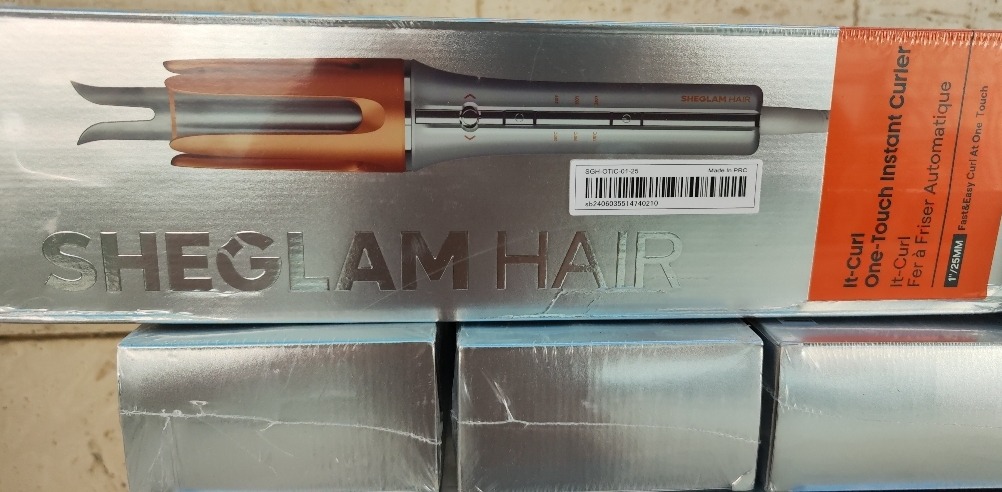 SHEGLAM HAIR
SGH-OTIC-01-25
Made In PRC
sb2406035514740210
SHEGLAM HAIR
It-Curl
One-Touch Instant Curler
It-Curl
Fer à Friser Automatique
1"/25MM Fast&Easy Curl At One Touch